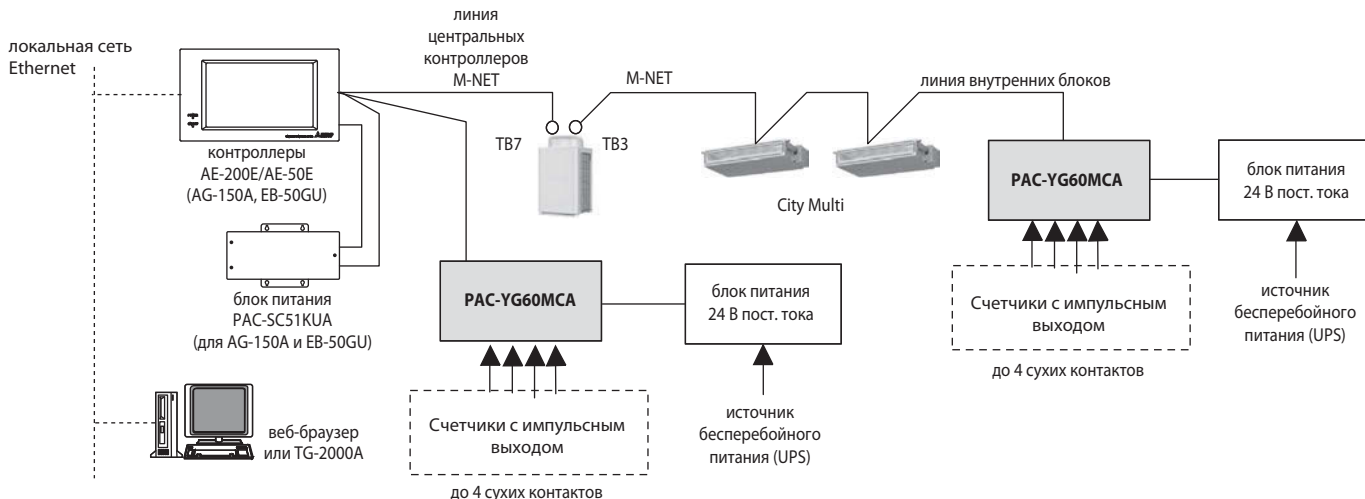 локальная сеть
Ethernet
линия
центральных
контроллеров
M-NET
M-NET
линия внутренних блоков
TB7
TB3
контроллеры
AE-200E/AE-50E
(AG-150A, EB-50GU)
City Multi
PAC-YG60MCA
блок питания
24 В пост. тока
Счетчики с импульсным
выходом
до 4 сухих контактов
источник
бесперебойного
питания (UPS)
блок питания
PAC-SC51KUA
(для AG-150A и EB-50GU)
PAC-YG60MCA
блок питания
24 В пост. тока
Счетчики с импульсным
выходом
до 4 сухих контактов
источник
бесперебойного
питания (UPS)
веб-браузер
или TG-2000A